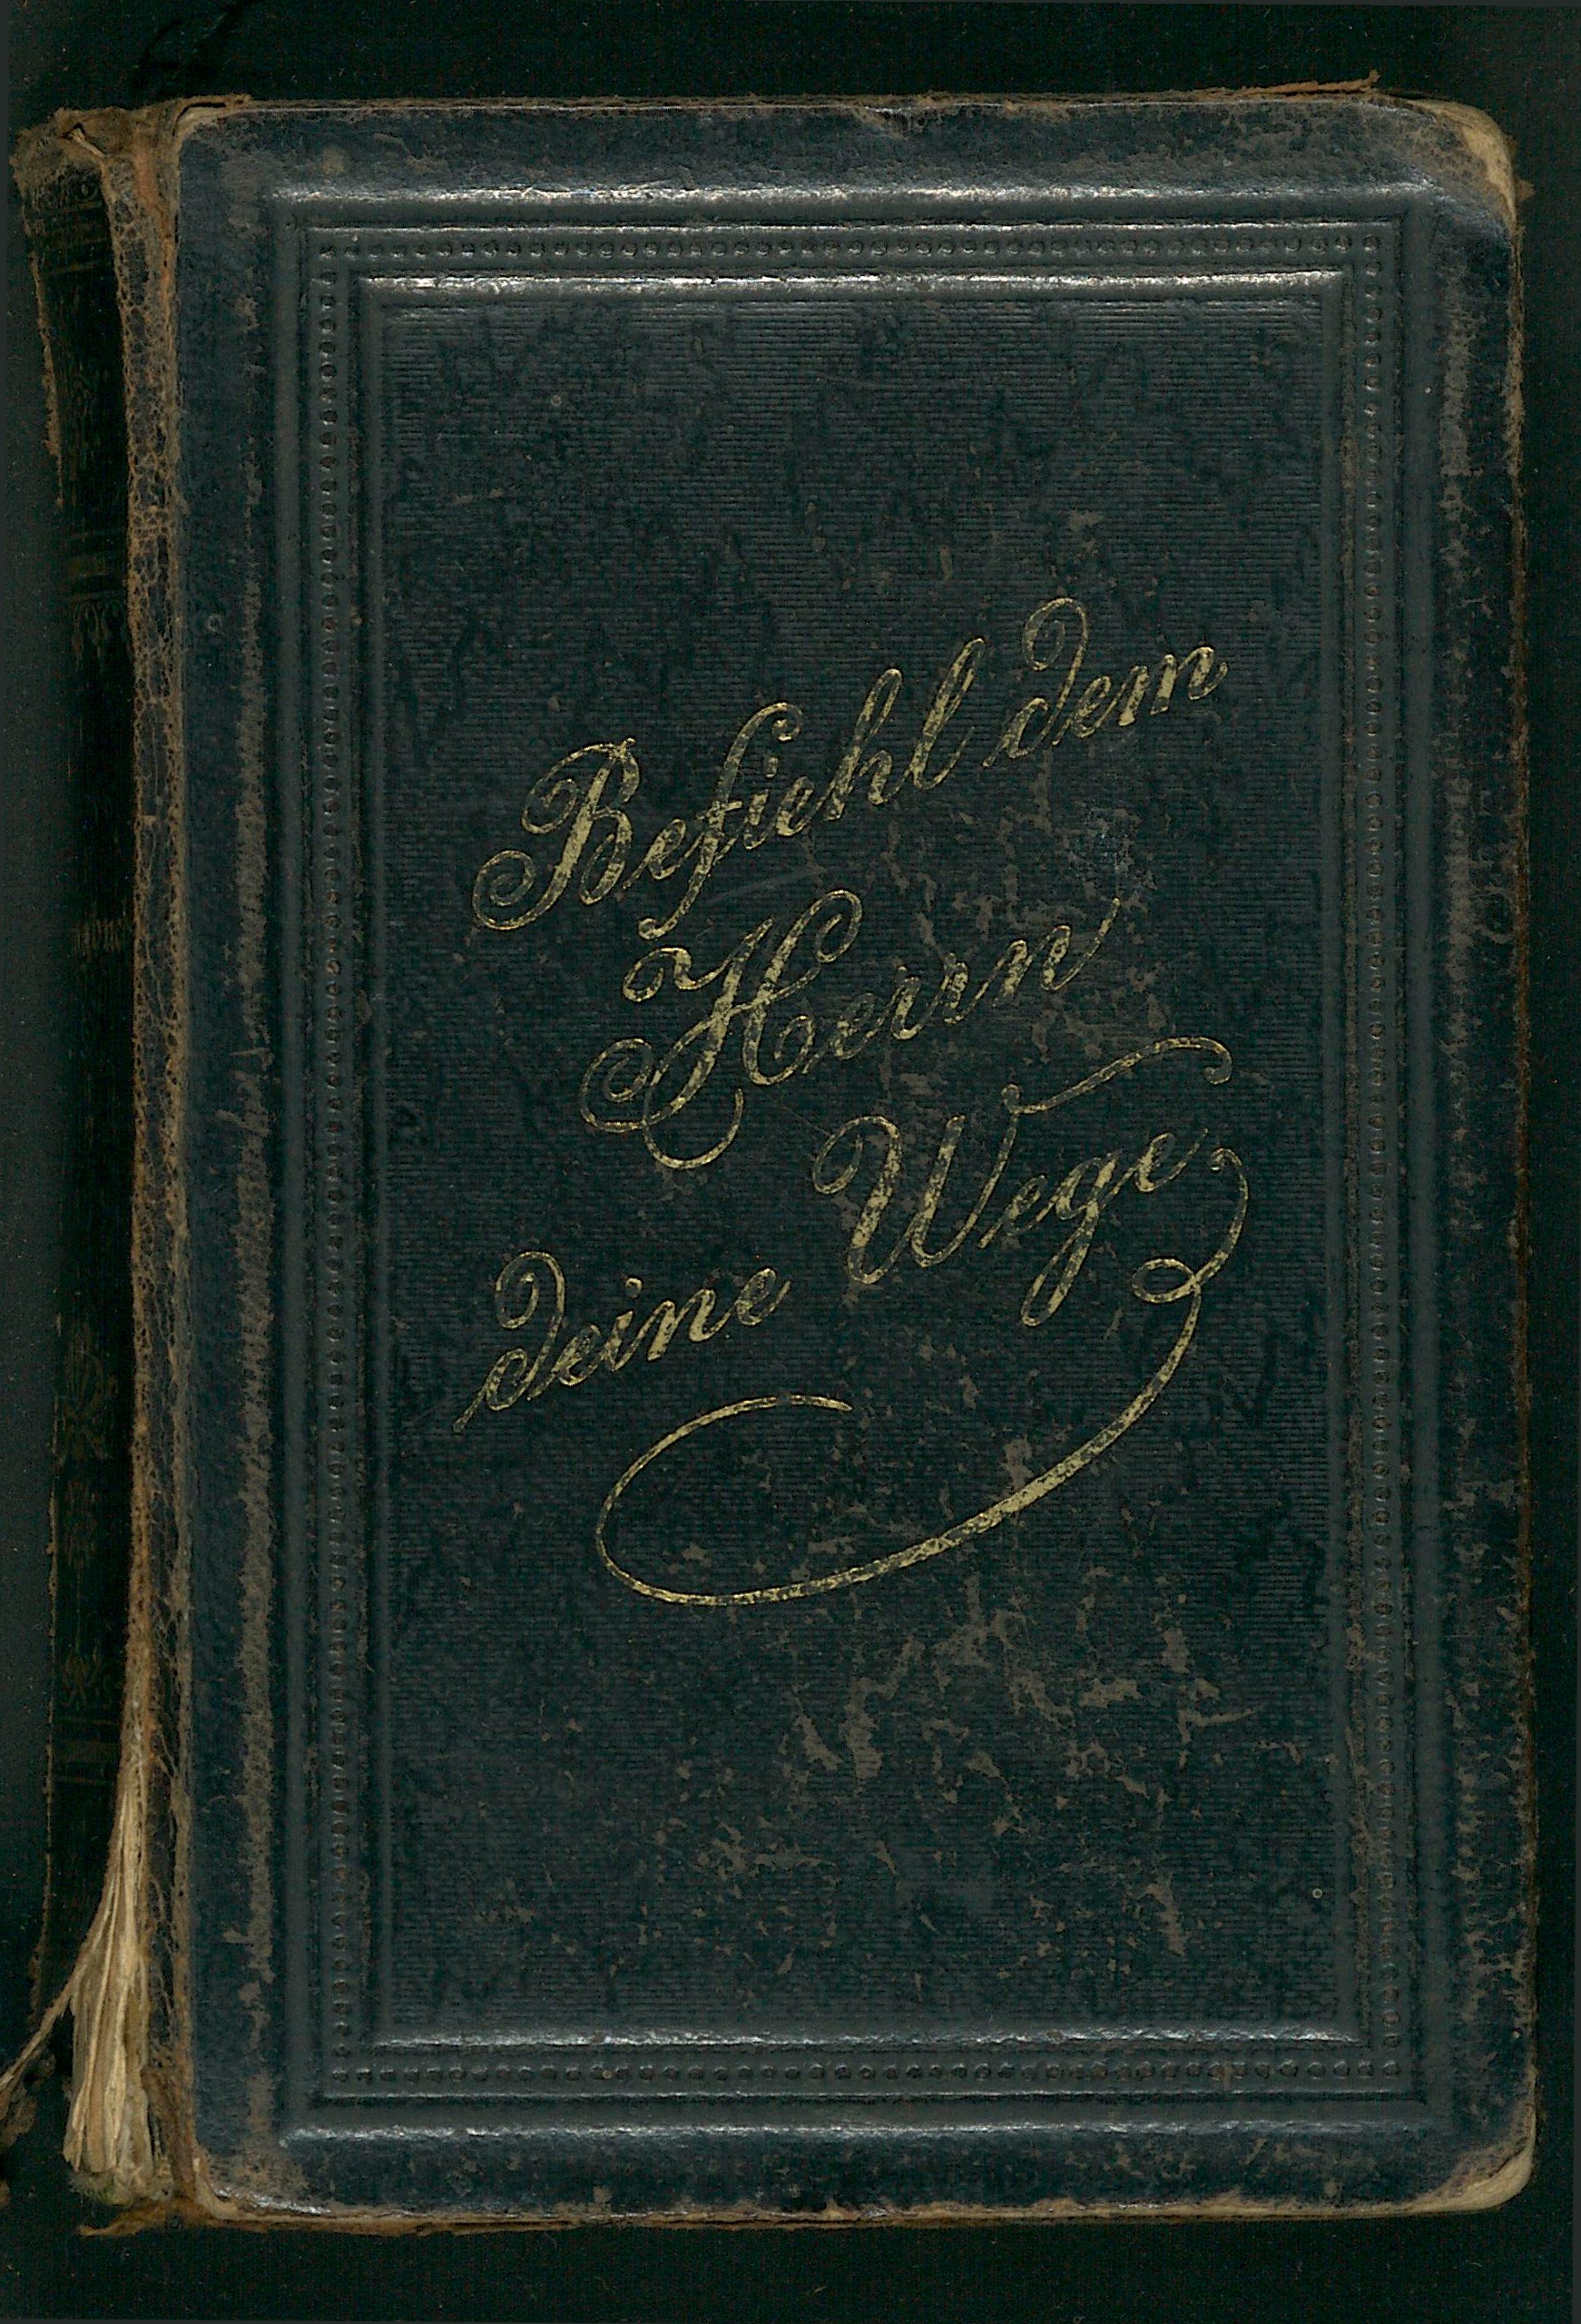 Befiehl dem
Herrn
deine Wege